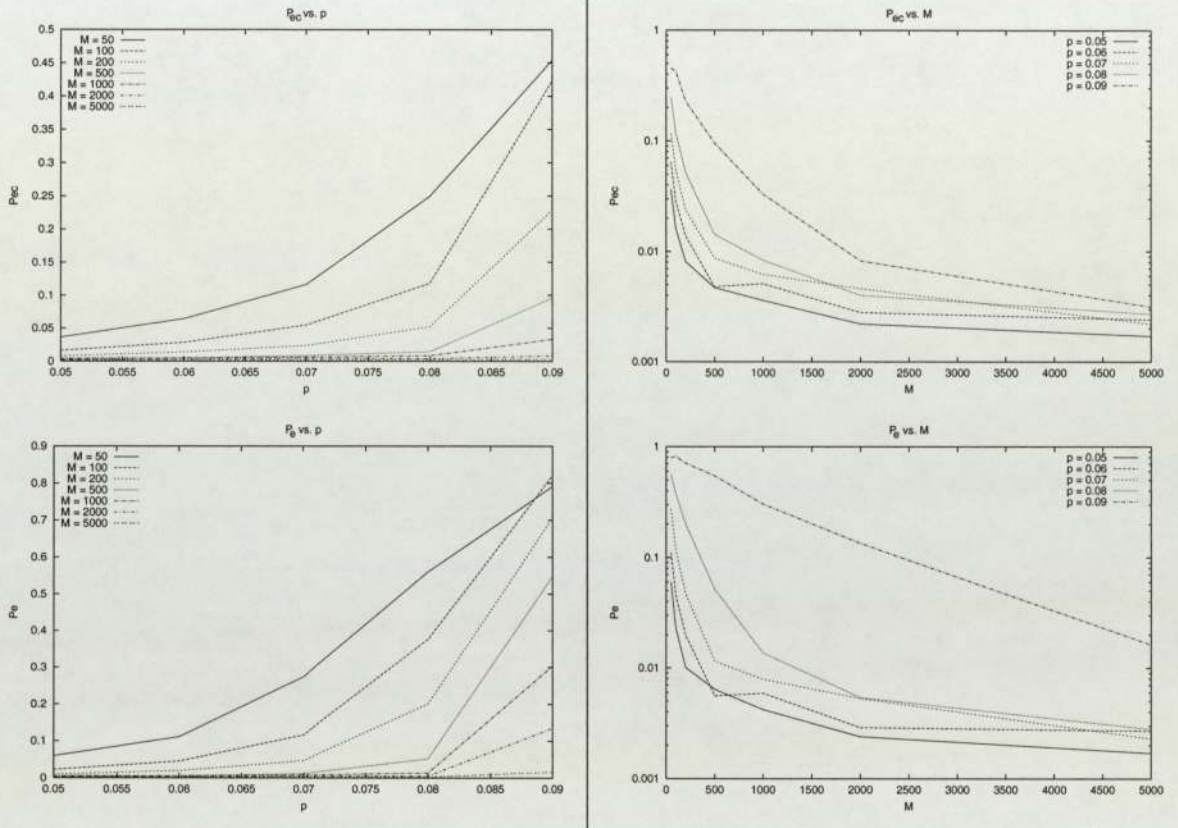 P_ec vs. p
0.5
0.45
0.4
0.35
0.3
0.25
0.2
0.15
0.1
0.05
0
Pec
M = 50
M = 100
M = 200
M = 500
M = 1000
M = 2000
M = 5000
0.05 0.055 0.06 0.065 0.07 0.075 0.08 0.085 0.09
p
P_ec vs. M
1
0.1
0.01
0.001
Pec
p = 0.05
p = 0.06
p = 0.07
p = 0.08
p = 0.09
0 500 1000 1500 2000 2500 3000 3500 4000 4500 5000
M
P_e vs. p
0.9
0.8
0.7
0.6
0.5
0.4
0.3
0.2
0.1
0
Pe
M = 50
M = 100
M = 200
M = 500
M = 1000
M = 2000
M = 5000
0.05 0.055 0.06 0.065 0.07 0.075 0.08 0.085 0.09
p
P_e vs. M
1
0.1
0.01
0.001
Pe
p = 0.05
p = 0.06
p = 0.07
p = 0.08
p = 0.09
0 500 1000 1500 2000 2500 3000 3500 4000 4500 5000
M